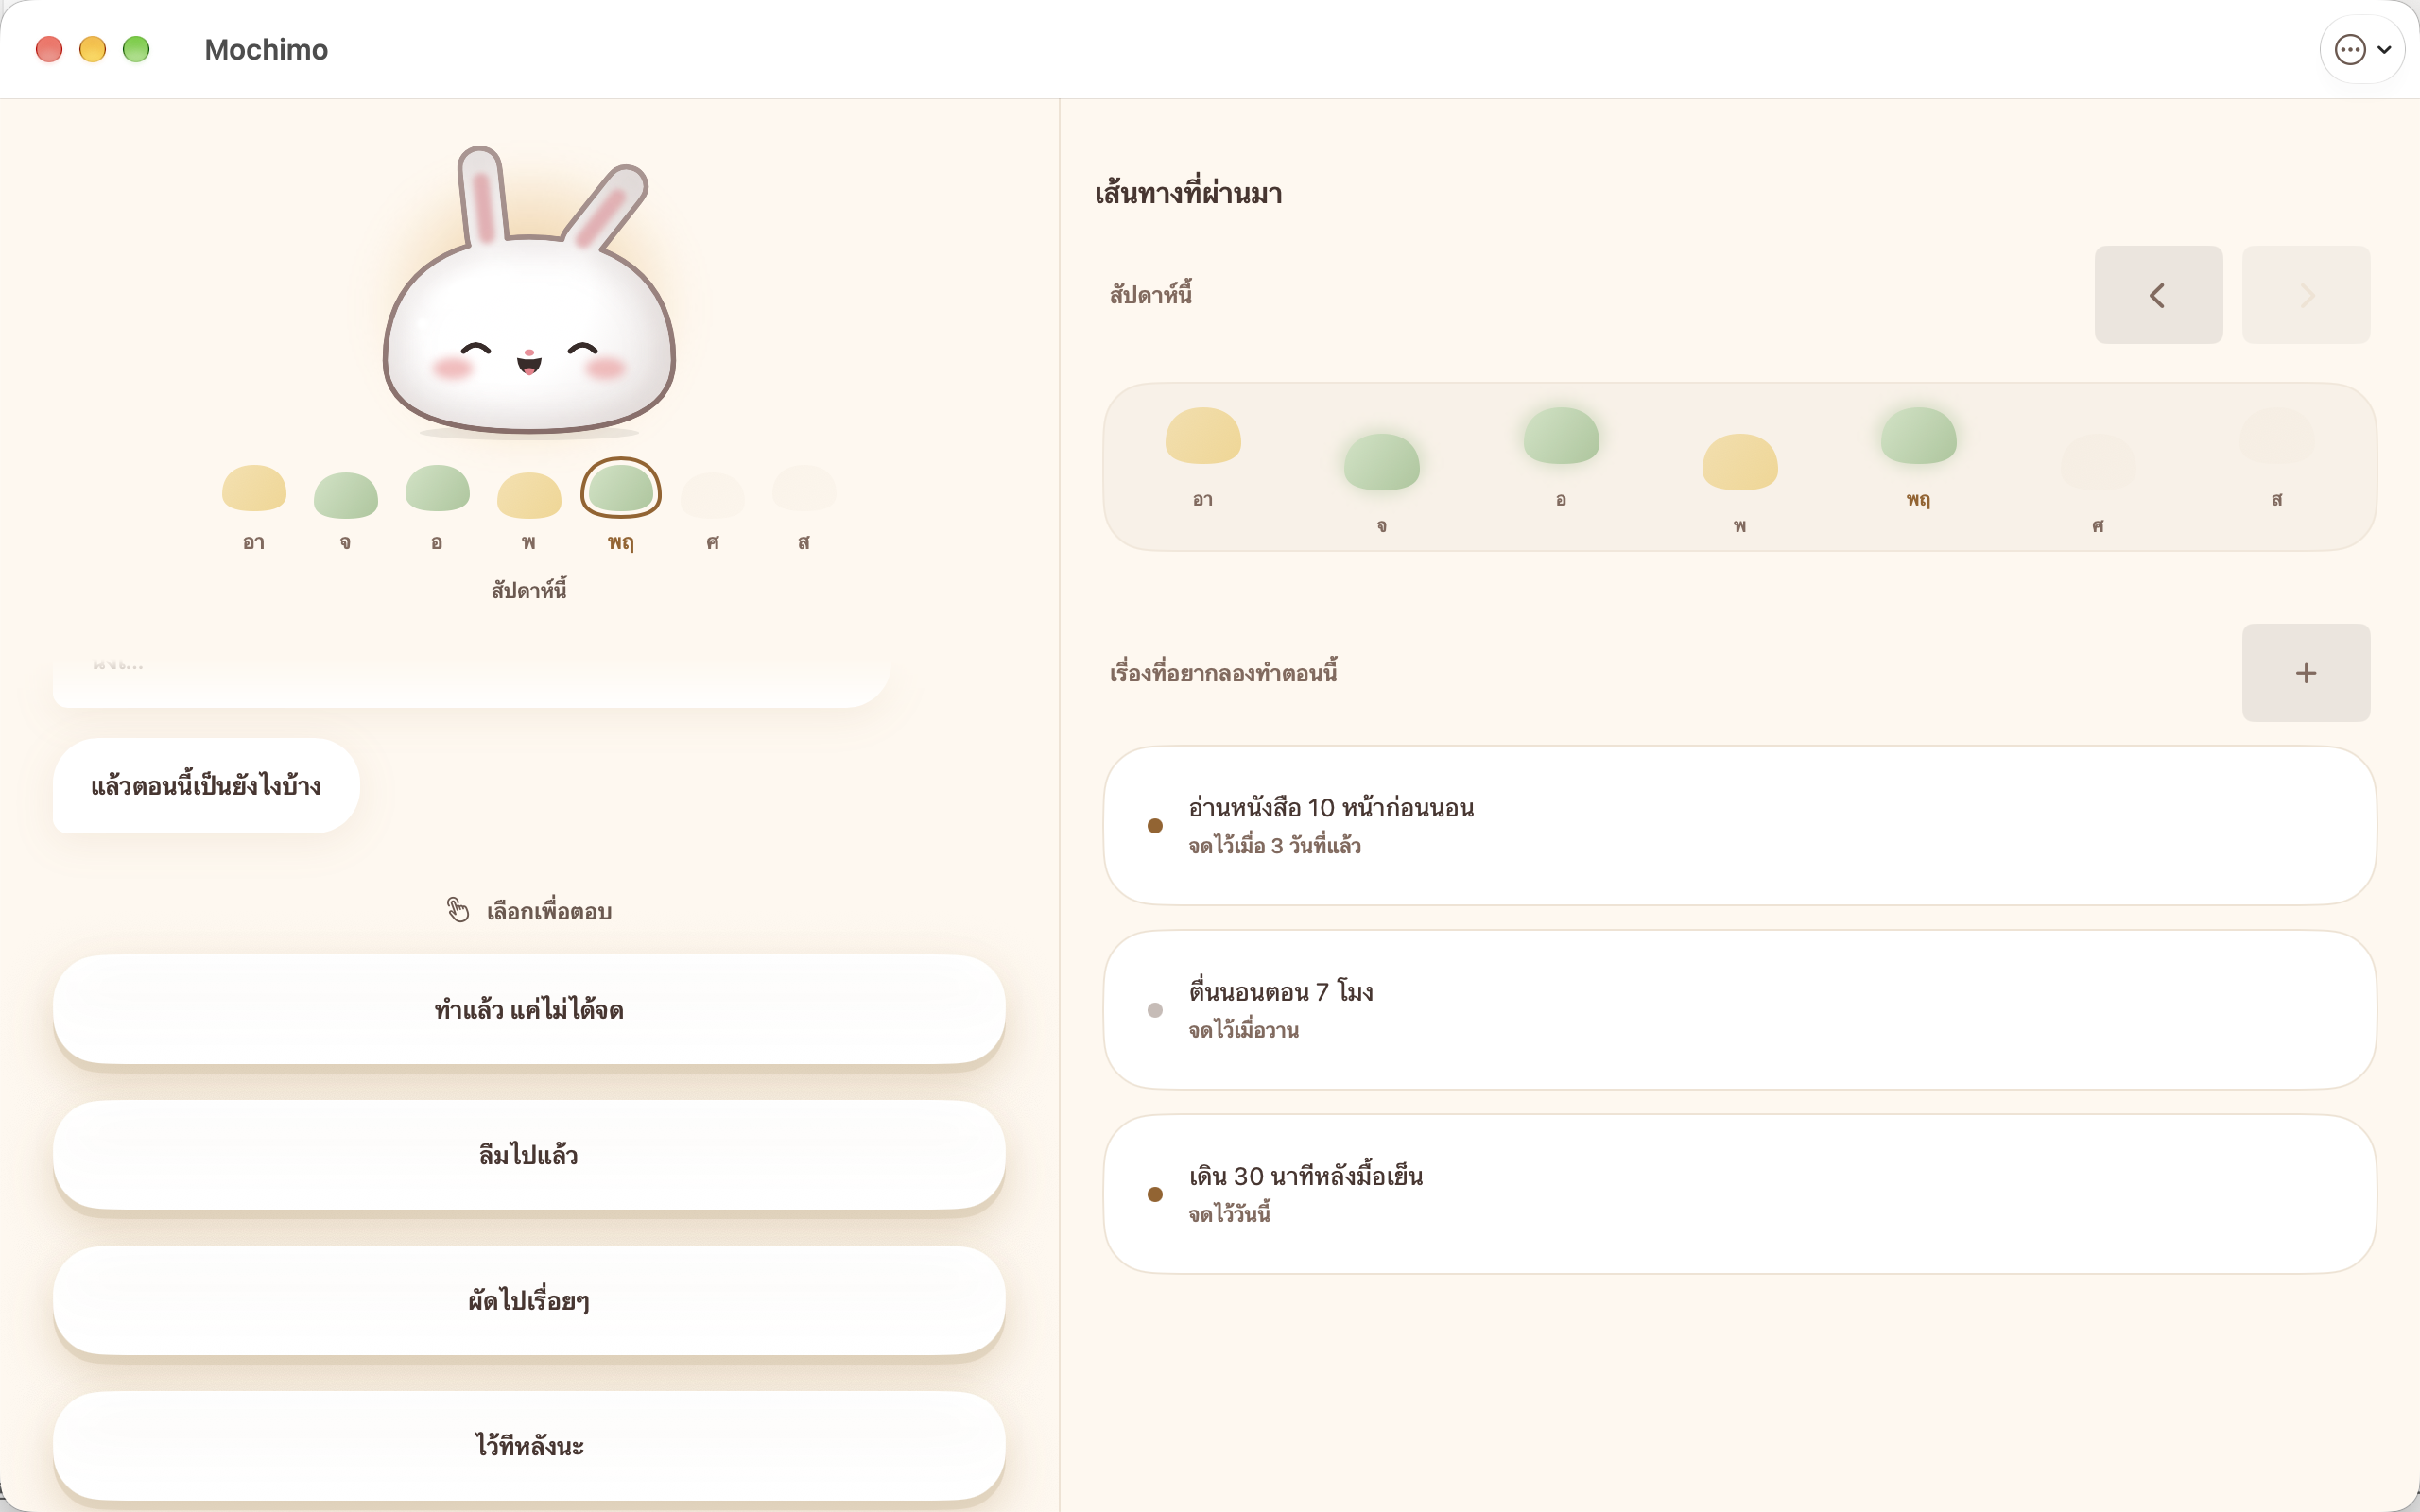 Mochimo
อา จ อ พ พฤ ศ ส
สัปดาห์นี้
แล้วตอนนี้เป็นยังไงบ้าง
เลือกเพื่อตอบ
ทำแล้ว แค่ไม่ได้จด
ลืมไปแล้ว
ผัดไปเรื่อยๆ
ไว้ทีหลังนะ
เส้นทางที่ผ่านมา
สัปดาห์นี้
อา จ อ พ พฤ ศ ส
เรื่องที่อยากลองทำตอนนี้
อ่านหนังสือ 10 หน้าก่อนนอน
จดไว้เมื่อ 3 วันที่แล้ว
ตื่นนอนตอน 7 โมง
จดไว้เมื่อวาน
เดิน 30 นาทีหลังมื้อเย็น
จดไว้วันนี้